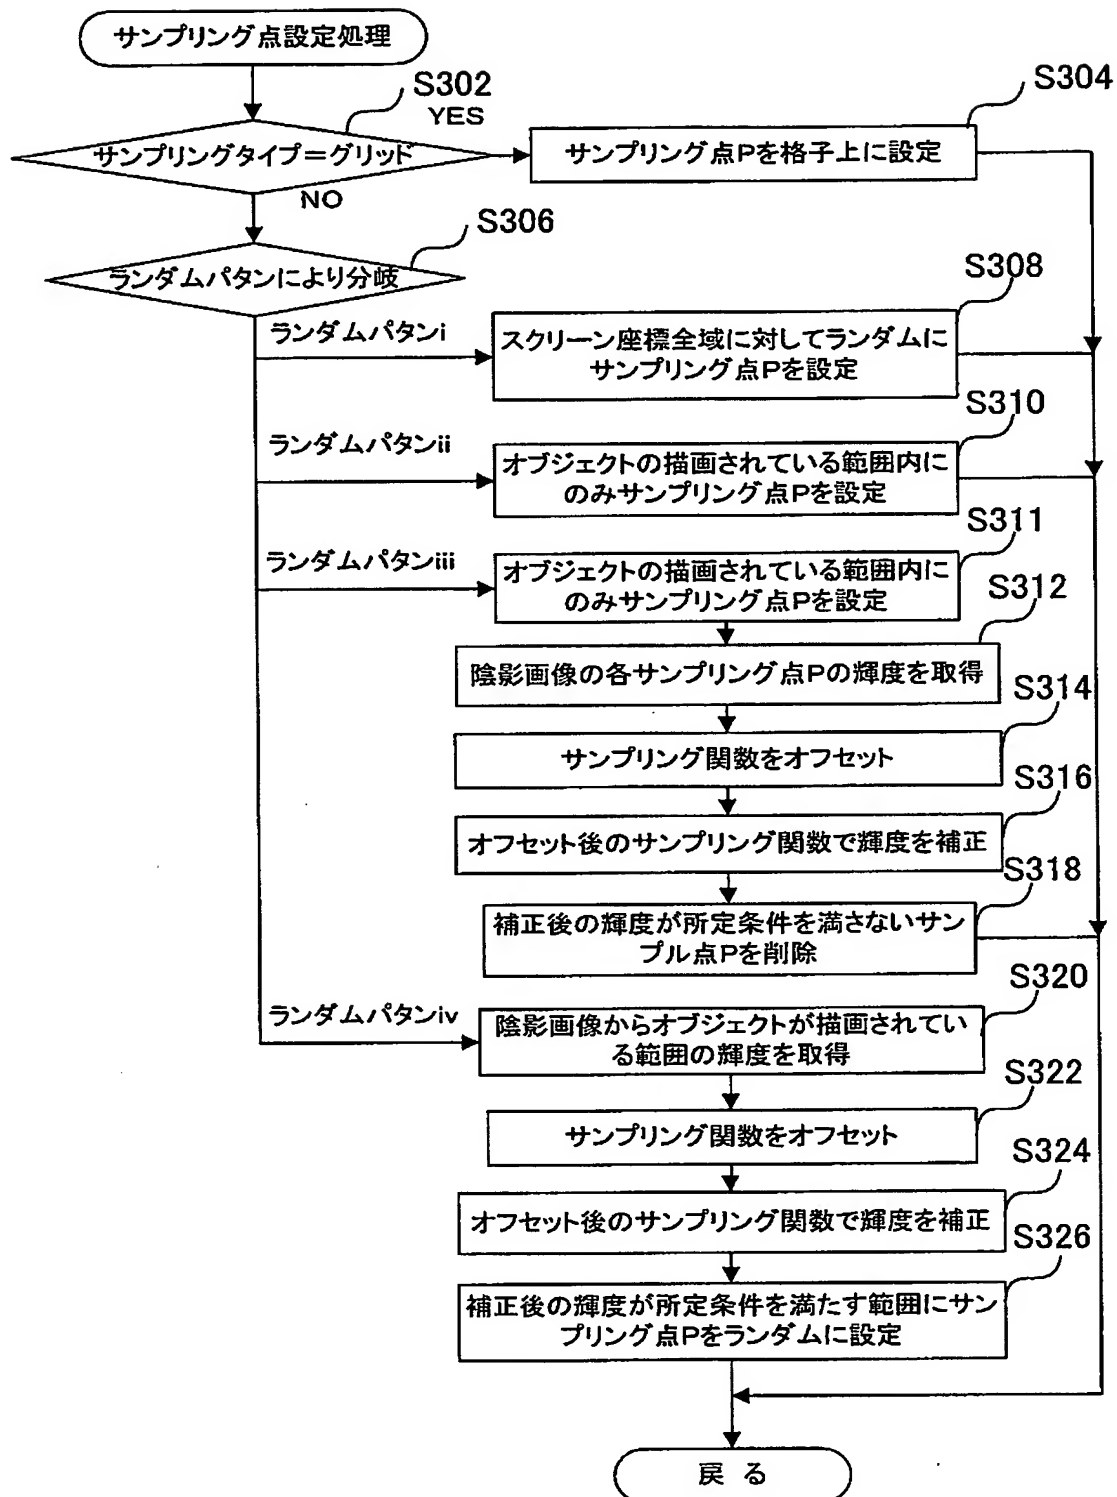 サンプリング点設定処理
S302
YES
S304
サンプリングタイプ＝グリッド
サンプリング点Pを格子上に設定
NO
S306
ランダムパタンにより分岐
S308
ランダムパタンi
スクリーン座標全域に対してランダムに
サンプリング点Pを設定
S310
ランダムパタンii
オブジェクトの描画されている範囲内に
のみサンプリング点Pを設定
S311
ランダムパタンiii
オブジェクトの描画されている範囲内に
のみサンプリング点Pを設定
S312
陰影画像の各サンプリング点Pの輝度を取得
S314
サンプリング関数をオフセット
S316
オフセット後のサンプリング関数で輝度を補正
S318
補正後の輝度が所定条件を満さないサン
プル点Pを削除
S320
ランダムパタンiv
陰影画像からオブジェクトが描画されてい
る範囲の輝度を取得
S322
サンプリング関数をオフセット
S324
オフセット後のサンプリング関数で輝度を補正
S326
補正後の輝度が所定条件を満たす範囲にサン
プリング点Pをランダムに設定
戻 る